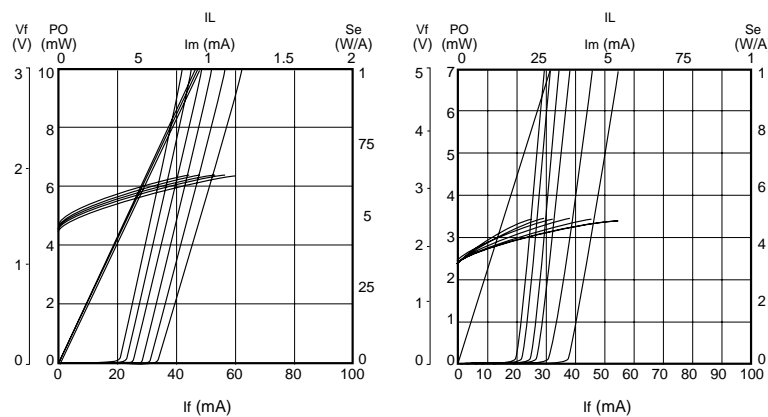 IL
Vf PO Se
(V) (mW) Im (mA) (W/A)
0 5 1 1.5 2
3 10 1
8
75
2 6
5
4
1
25
2
0 0 0
0 20 40 60 80 100
If (mA)
IL
Vf PO Se
(V) (mW) Im (mA) (W/A)
0 25 50 75 1
5 7 1
6
4 8
5
3 4 6
3
2 4
2
1 2
1
0 0 0
0 10 20 30 40 50 60 70 80 90 100
If (mA)